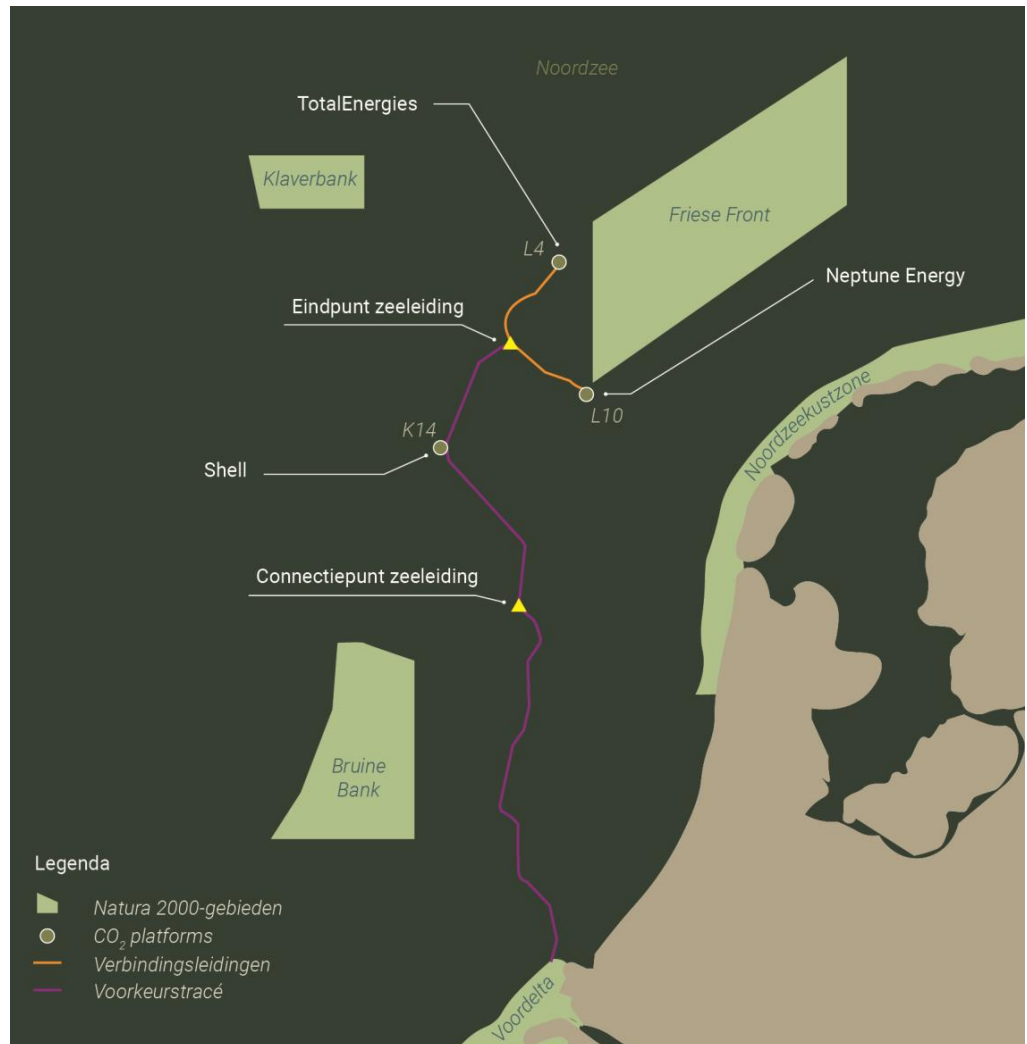 Noordzee
TotalEnergies
Klaverbank
Friese Front
L4
Neptune Energy
Eindpunt zeeleiding
Noordzeekustzone
L10
K14
Shell
Connectiepunt zeeleiding
Bruine
Bank
Legenda
Natura 2000-gebieden
CO₂ platforms
Verbindingsleidingen
Voorkeurstracé
Voordelta